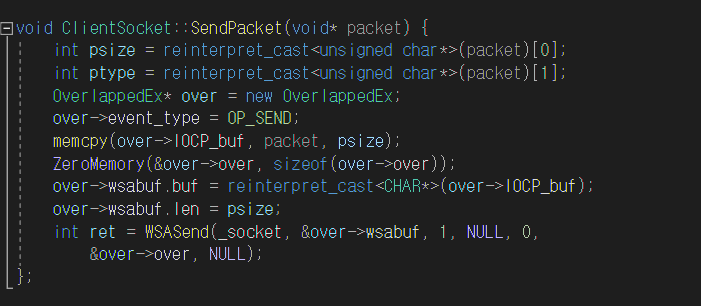 void ClientSocket::SendPacket(void* packet) {
int psize = reinterpret_cast<unsigned char*>(packet)[0];
int ptype = reinterpret_cast<unsigned char*>(packet)[1];
OverlappedEx* over = new OverlappedEx;
over->event_type = OP_SEND;
memcpy(over->IOCP_buf, packet, psize);
ZeroMemory(&over->over, sizeof(over->over));
over->wsabuf.buf = reinterpret_cast<CHAR*>(over->IOCP_buf);
over->wsabuf.len = psize;
int ret = WSASend(_socket, &over->wsabuf, 1, NULL, 0,
&over->over, NULL);
};